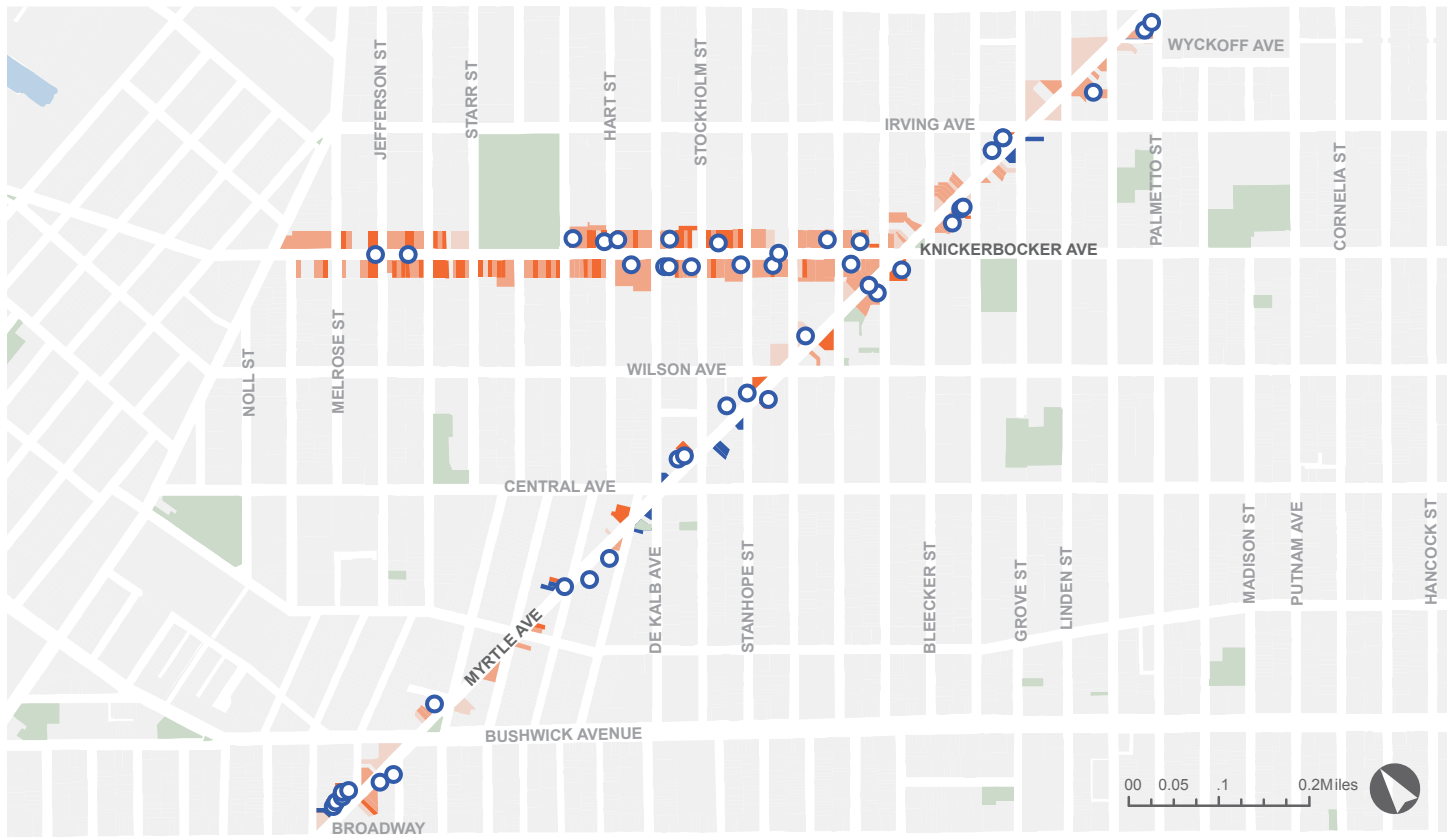 WYCKOFF AVE
JEFFERSON ST
STARR ST
HART ST
STOCKHOLM ST
IRVING AVE
PALMETTO ST
CORNELIA ST
KNICKERBOCKER AVE
NOLL ST
MELROSE ST
WILSON AVE
CENTRAL AVE
DE KALB AVE
STANHOPE ST
BLEECKER ST
GROVE ST
LINDEN ST
MADISON ST
PUTNAM AVE
HANCOCK ST
MYRTLE AVE
BUSHWICK AVENUE
00 0.05 .1 0.2Miles
BROADWAY